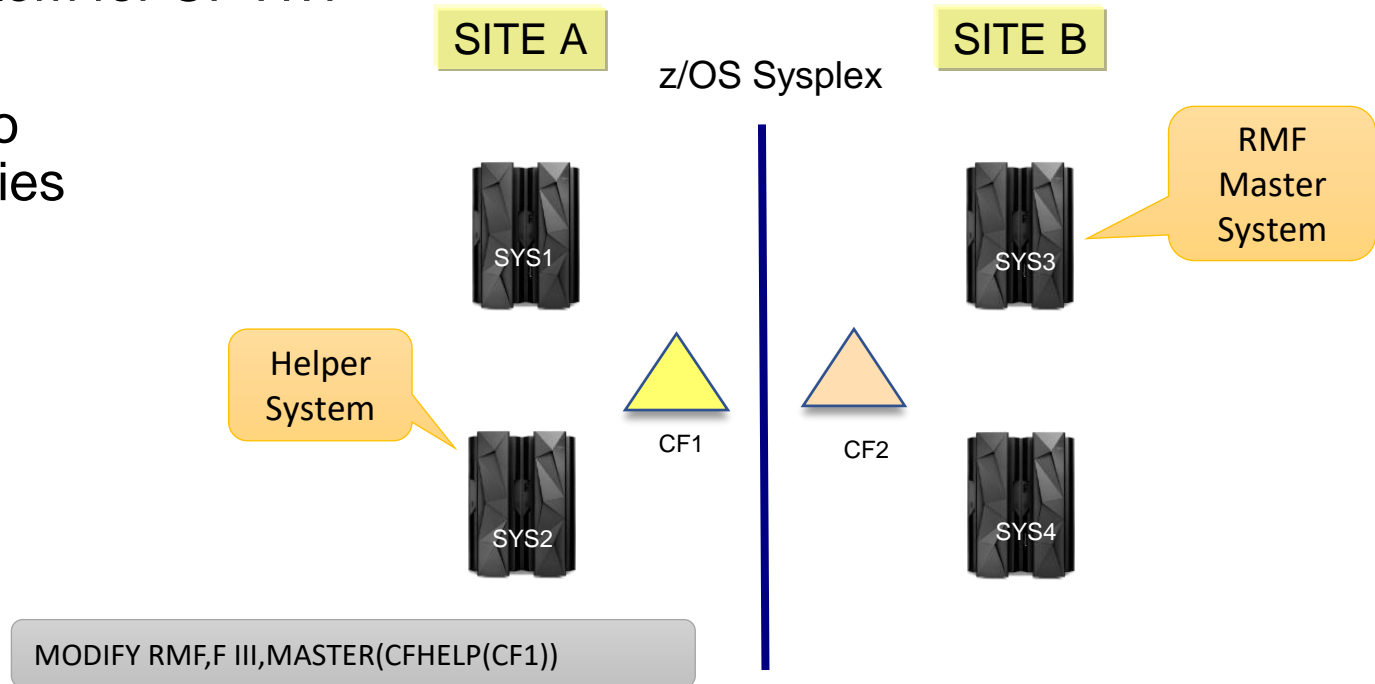 SITE A
SITE B
z/OS Sysplex
ies
RMF
Master
System
SYS1
SYS3
Helper
System
CF1
CF2
SYS2
SYS4
MODIFY RMF,F III,MASTER(CFHELP(CF1))